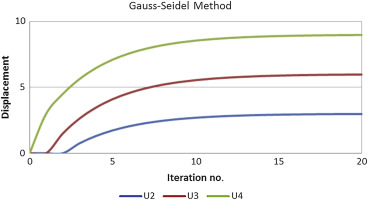 Gauss-Seidel Method
10
5
0
Displacement
0 5 10 15 20
Iteration no.
U2 U3 U4